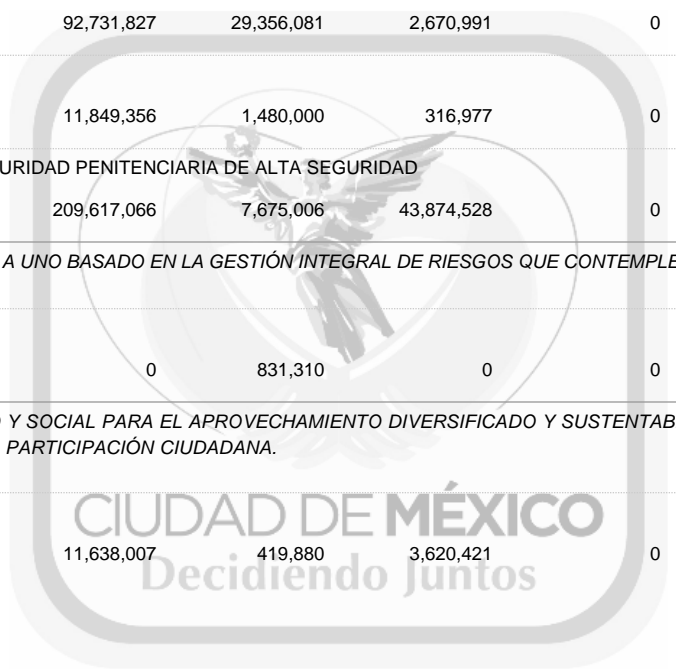 92,731,827 29,356,081 2,670,991 0
11,849,356 1,480,000 316,977 0
URIDAD PENITENCIARIA DE ALTA SEGURIDAD
209,617,066 7,675,006 43,874,528 0
A UNO BASADO EN LA GESTIÓN INTEGRAL DE RIESGOS QUE CONTEMPLE
0 831,310 0 0
Y SOCIAL PARA EL APROVECHAMIENTO DIVERSIFICADO Y SUSTENTAB
PARTICIPACIÓN CIUDADANA.
CIUDAD DE MÉXICO
11,638,007 419,880 3,620,421 0
Decidiendo Juntos